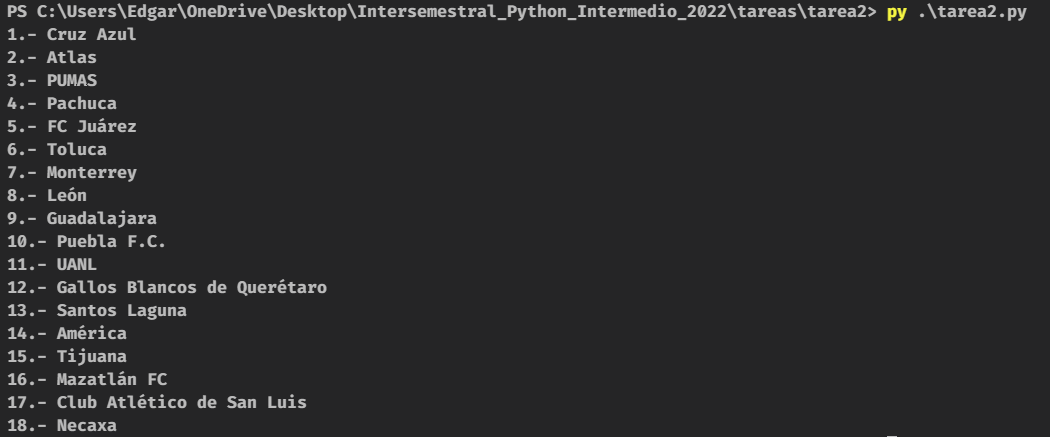 PS C:\Users\Edgar\OneDrive\Desktop\Intersemestral_Python_Intermedio_2022\tareas\tarea2> py .\tarea2.py
1.- Cruz Azul
2.- Atlas
3.- PUMAS
4.- Pachuca
5.- FC Juárez
6.- Toluca
7.- Monterrey
8.- León
9.- Guadalajara
10.- Puebla F.C.
11.- UANL
12.- Gallos Blancos de Querétaro
13.- Santos Laguna
14.- América
15.- Tijuana
16.- Mazatlán FC
17.- Club Atlético de San Luis
18.- Necaxa